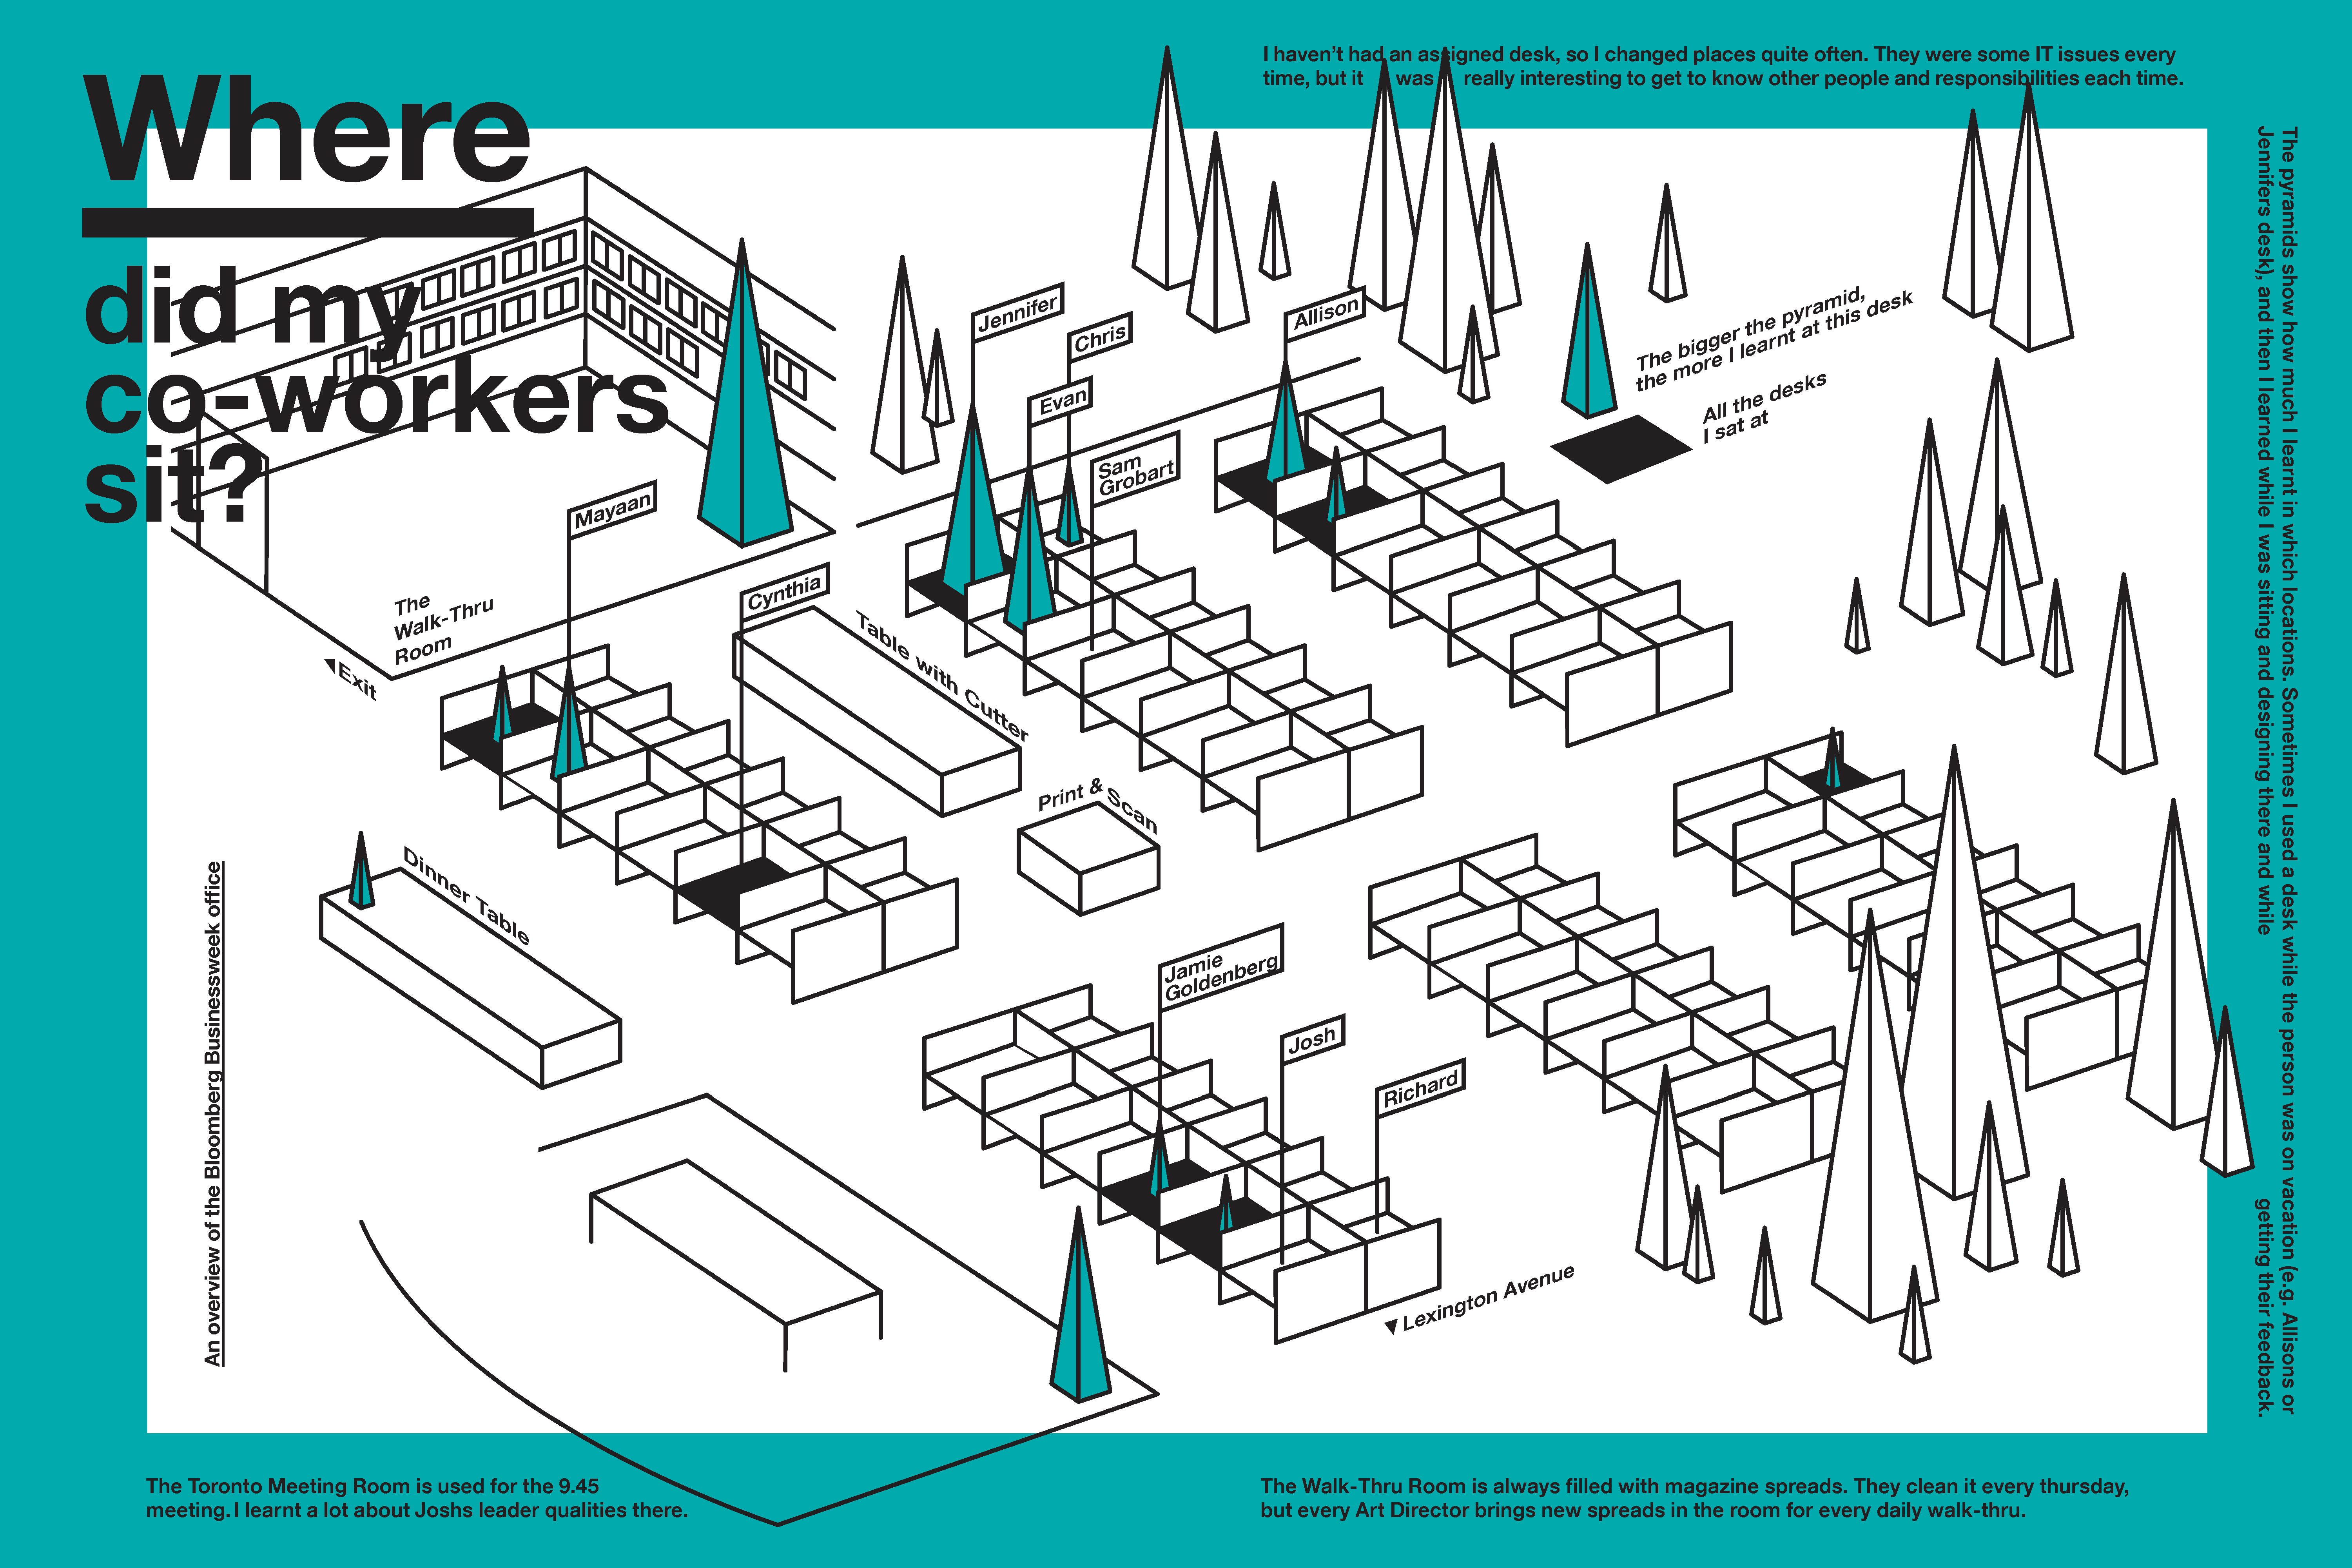 Where
did my
co-workers
sit?
I haven't had an assigned desk, so I changed places quite often. They were some IT issues every
time, but it was really interesting to get to know other people and responsibilities each time.
The pyramids show how much I learnt in which locations. Sometimes I used a desk while the person was on vacation (e.g. Allisons or
Jennifers desk), and then I learned while I was sitting and designing there and while getting their feedback.
Jennifer
Chris
Allison
Evan
Sam
Grobart
The bigger the pyramid,
the more I learnt at this desk
All the desks
I sat at
Mayaan
Cynthia
The
Walk-Thru
Room
Exit
Table with Cutter
Print & Scan
Dinner Table
Jamie
Goldenberg
Josh
Richard
Lexington Avenue
An overview of the Bloomberg Businessweek office
The Toronto Meeting Room is used for the 9.45
meeting. I learnt a lot about Joshs leader qualities there.
The Walk-Thru Room is always filled with magazine spreads. They clean it every thursday,
but every Art Director brings new spreads in the room for every daily walk-thru.